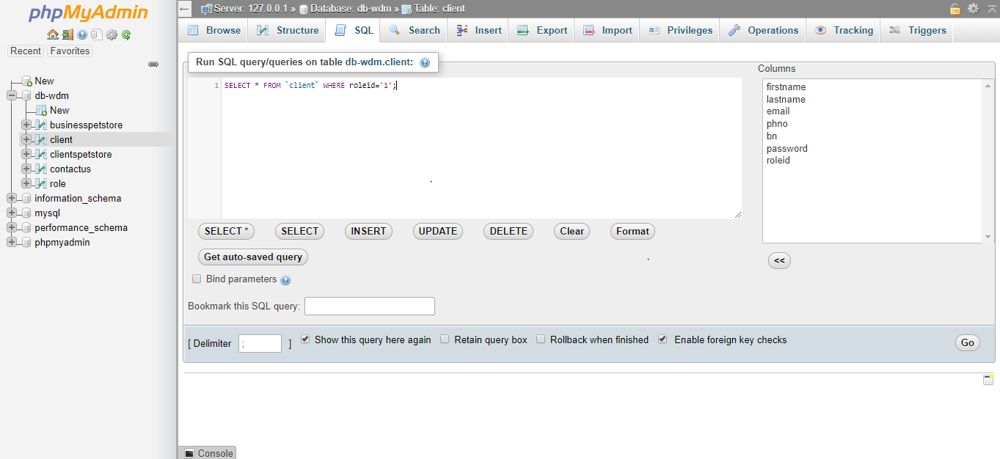 phpMyAdmin
Recent Favorites
New
db-wdm
New
businesspetstore
client
clientspetstore
contactus
role
information_schema
mysql
performance_schema
phpmyadmin
Server: 127.0.0.1 » Database: db-wdm » Table: client
Browse Structure SQL Search Insert Export Import Privileges Operations Tracking Triggers
Run SQL query/queries on table db-wdm.client:
1 SELECT * FROM `client` WHERE roleid='1';
Columns
firstname
lastname
email
phno
bn
password
roleid
SELECT * SELECT INSERT UPDATE DELETE Clear Format
Get auto-saved query
<<
Bind parameters
Bookmark this SQL query:
[ Delimiter ; ] Show this query here again Retain query box Rollback when finished Enable foreign key checks Go
Console